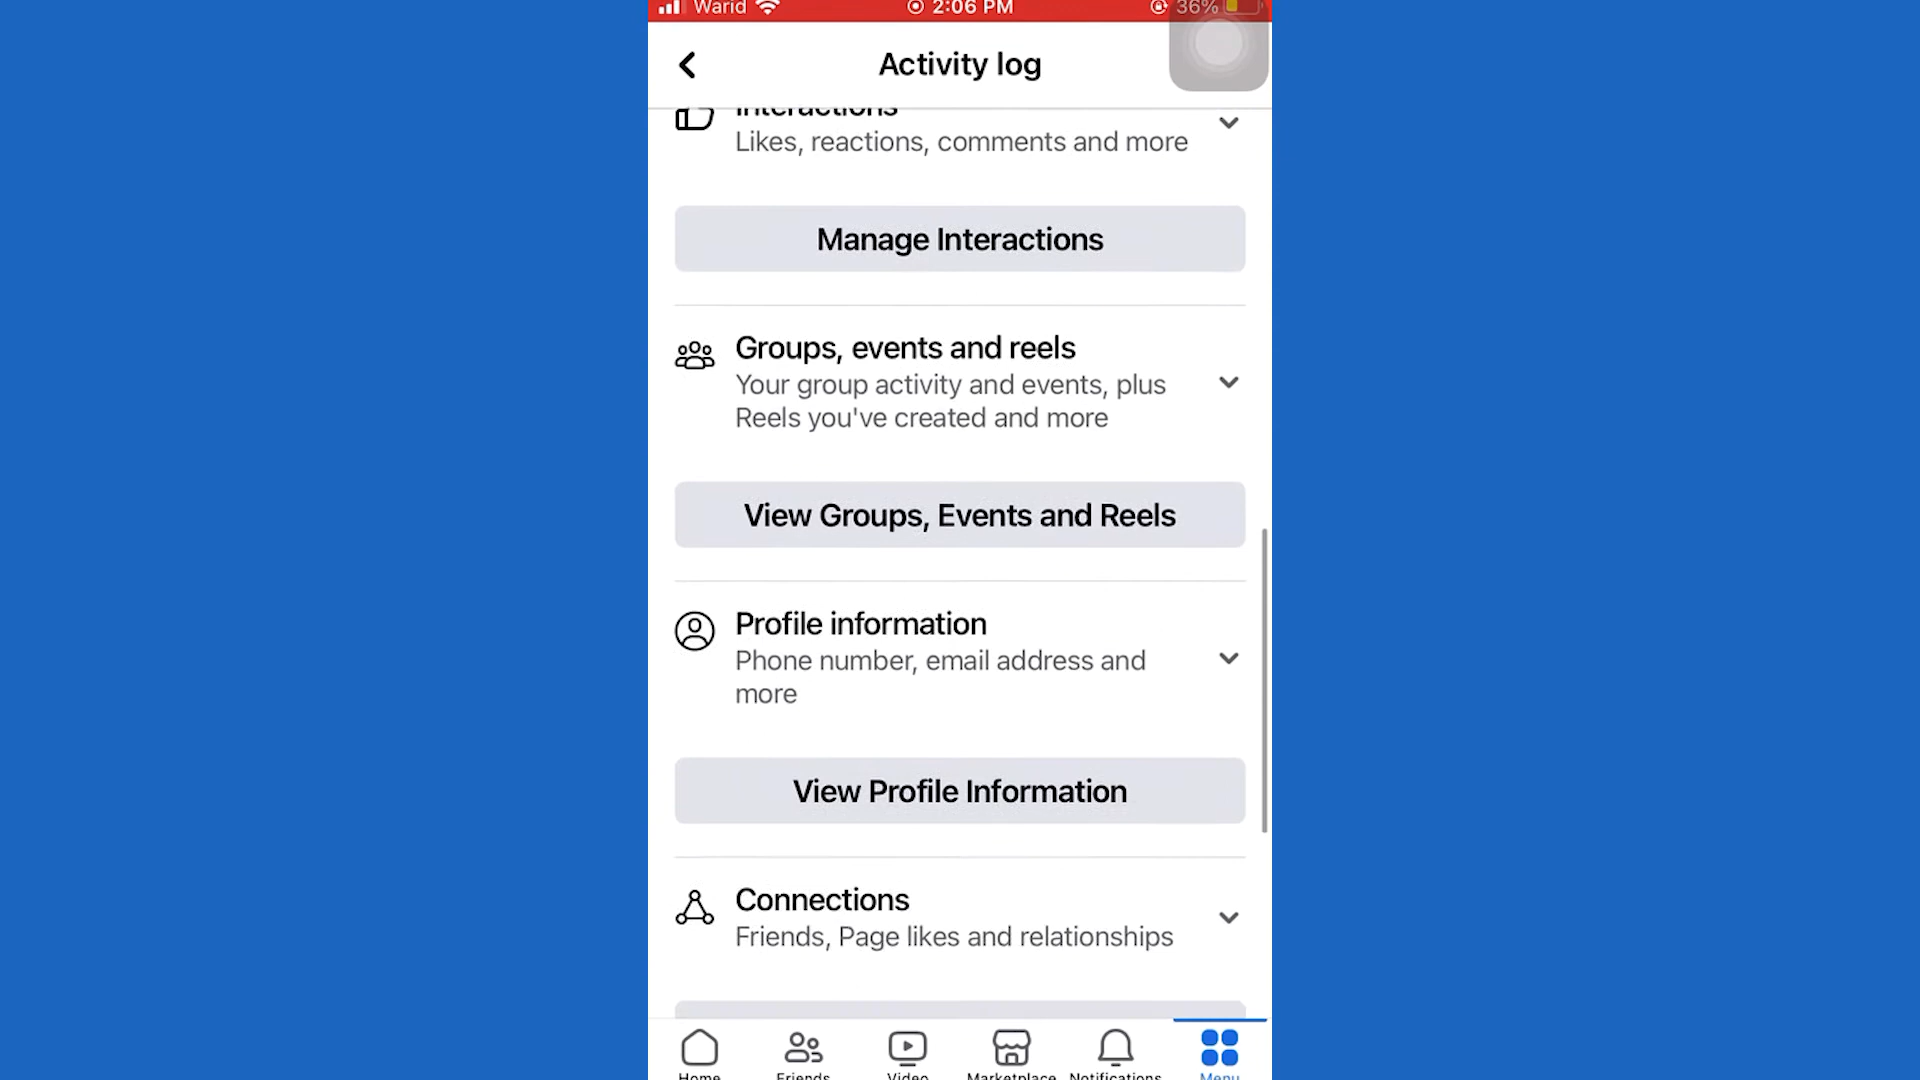 Warid
2:06 PM
36%
Activity log
Interactions
Likes, reactions, comments and more
Manage Interactions
Groups, events and reels
Your group activity and events, plus
Reels you've created and more
View Groups, Events and Reels
Profile information
Phone number, email address and
more
View Profile Information
Connections
Friends, Page likes and relationships
Home
Friends
Video
Marketplace
Notifications
Menu